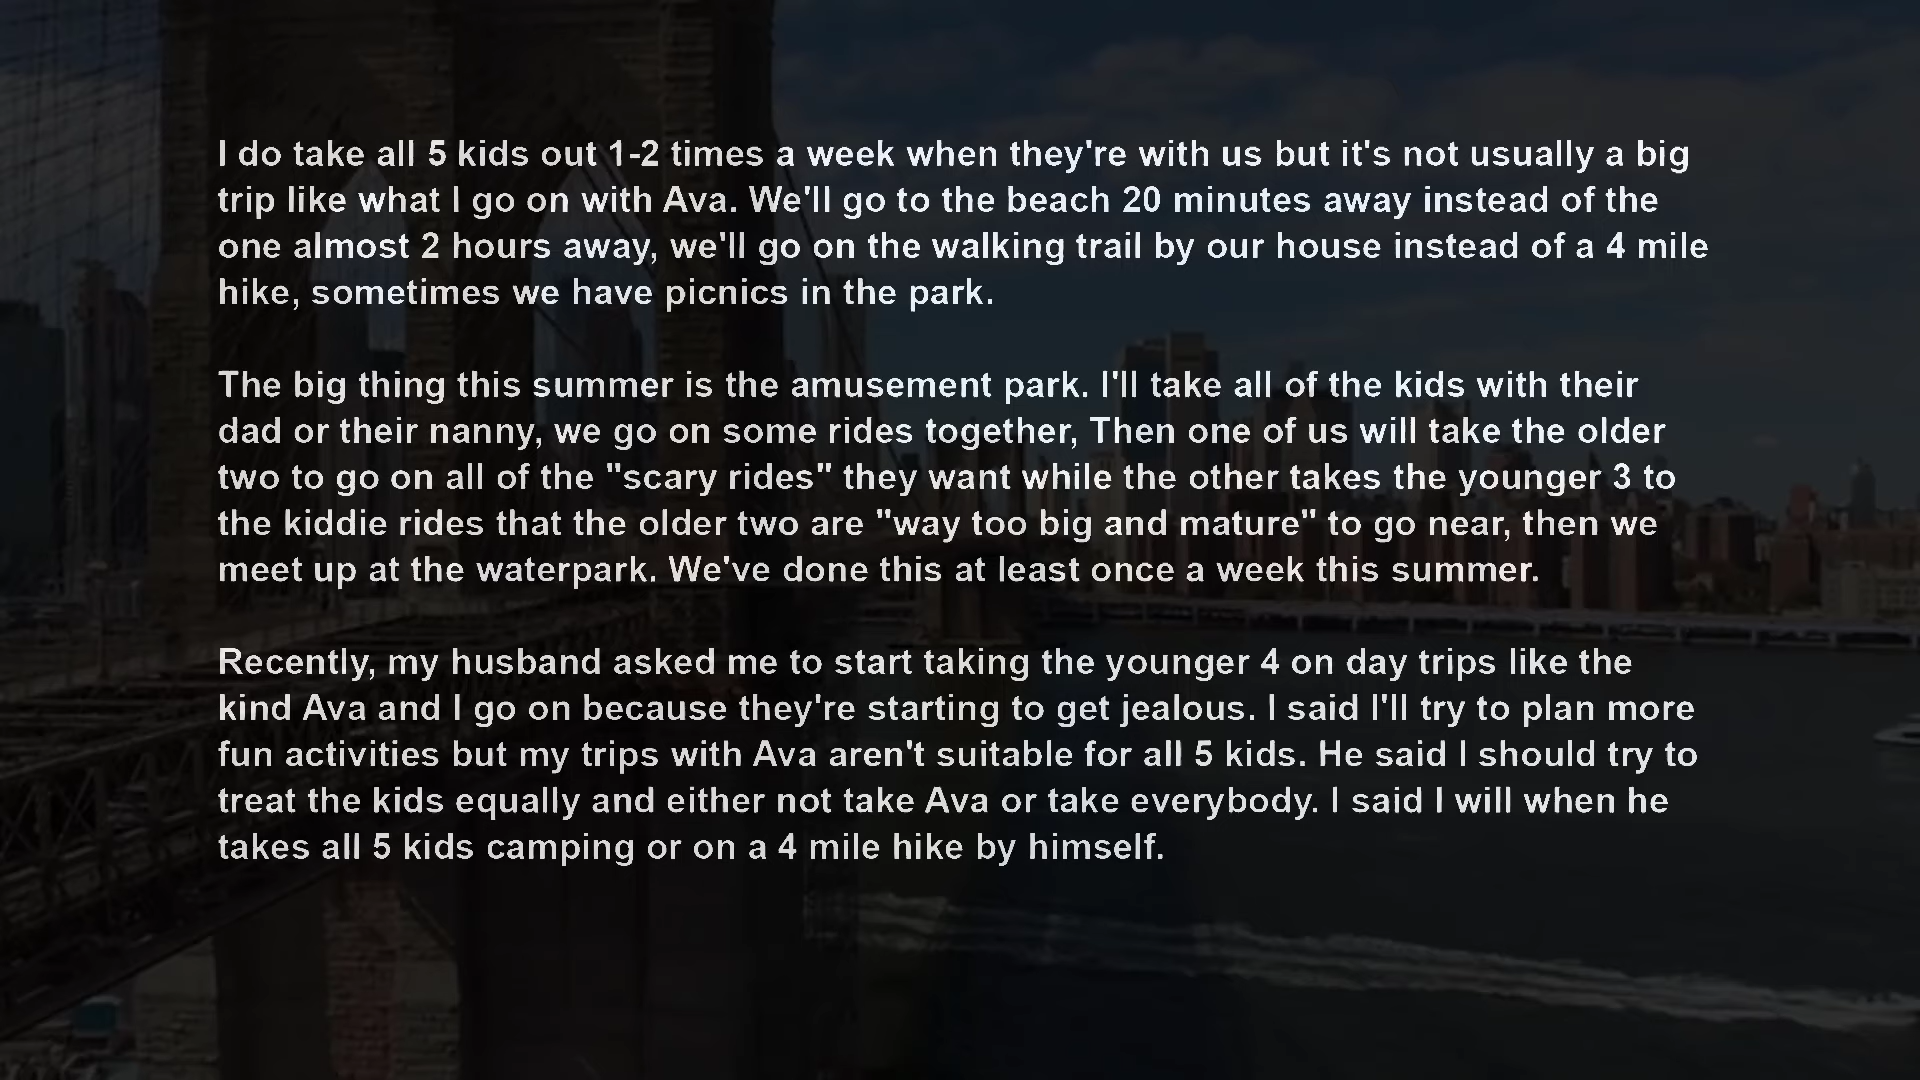 I do take all 5 kids out 1-2 times a week when they're with us but it's not usually a big
trip like what I go on with Ava. We'll go to the beach 20 minutes away instead of the
one almost 2 hours away, we'll go on the walking trail by our house instead of a 4 mile
hike, sometimes we have picnics in the park.
The big thing this summer is the amusement park. I'll take all of the kids with their
dad or their nanny, we go on some rides together, Then one of us will take the older
two to go on all of the "scary rides" they want while the other takes the younger 3 to
the kiddie rides that the older two are "way too big and mature" to go near, then we
meet up at the waterpark. We've done this at least once a week this summer.
Recently, my husband asked me to start taking the younger 4 on day trips like the
kind Ava and I go on because they're starting to get jealous. I said I'll try to plan more
fun activities but my trips with Ava aren't suitable for all 5 kids. He said I should try to
treat the kids equally and either not take Ava or take everybody. I said I will when he
takes all 5 kids camping or on a 4 mile hike by himself.